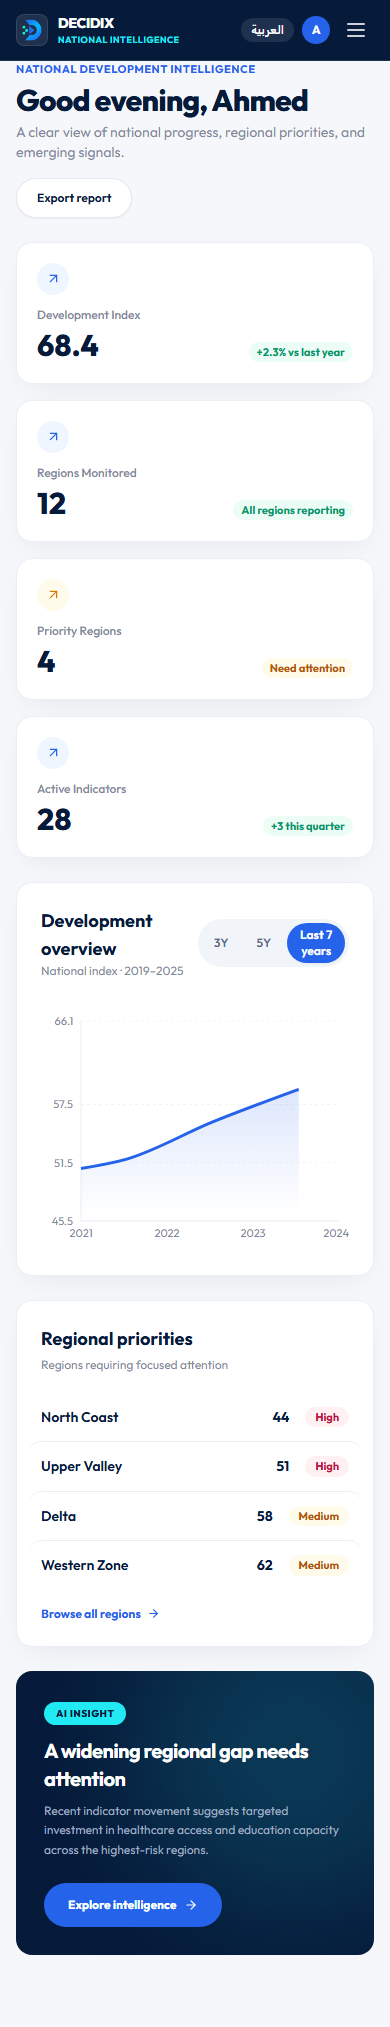 DECIDIX
NATIONAL INTELLIGENCE
العربية
A
NATIONAL DEVELOPMENT INTELLIGENCE
Good evening, Ahmed
A clear view of national progress, regional priorities, and
emerging signals.
Export report
Development Index
68.4
+2.3% vs last year
Regions Monitored
12
All regions reporting
Priority Regions
4
Need attention
Active Indicators
28
+3 this quarter
Development
overview
National index · 2019–2025
3Y
5Y
Last 7
years
66.1
57.5
51.5
45.5
2021
2022
2023
2024
Regional priorities
Regions requiring focused attention
North Coast 44 High
Upper Valley 51 High
Delta 58 Medium
Western Zone 62 Medium
Browse all regions →
AI INSIGHT
A widening regional gap needs
attention
Recent indicator movement suggests targeted
investment in healthcare access and education capacity
across the highest-risk regions.
Explore intelligence →